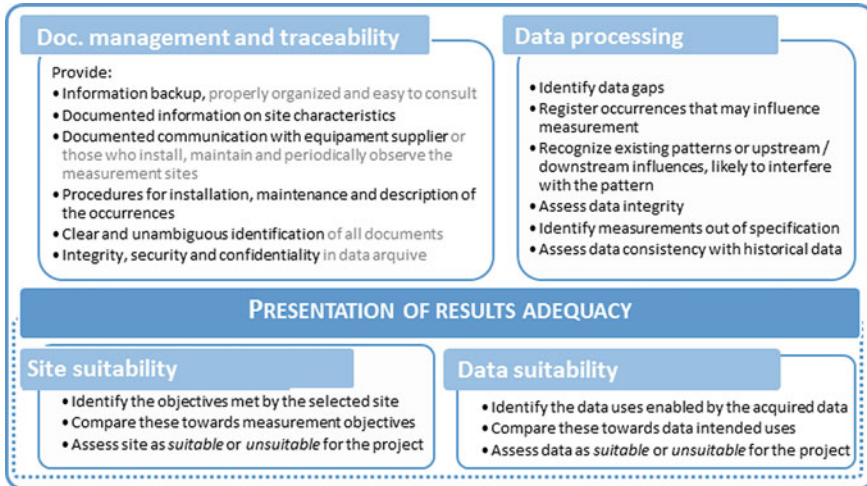 Doc. management and traceability
Provide:
• Information backup, properly organized and easy to consult
• Documented information on site characteristics
• Documented communication with equipament supplier or
those who install, maintain and periodically observe the
measurement sites
• Procedures for installation, maintenance and description of
the occurrences
• Clear and unambiguous identification of all documents
• Integrity, security and confidentiality in data arquive
Data processing
• Identify data gaps
• Register occurrences that may influence
measurement
• Recognize existing patterns or upstream /
downstream influences, likely to interfere
with the pattern
• Assess data integrity
• Identify measurements out of specification
• Assess data consistency with historical data
PRESENTATION OF RESULTS ADEQUACY
Site suitability
• Identify the objectives met by the selected site
• Compare these towards measurement objectives
• Assess site as suitable or unsuitable for the project
Data suitability
• Identify the data uses enabled by the acquired data
• Compare these towards data intended uses
• Assess data as suitable or unsuitable for the project